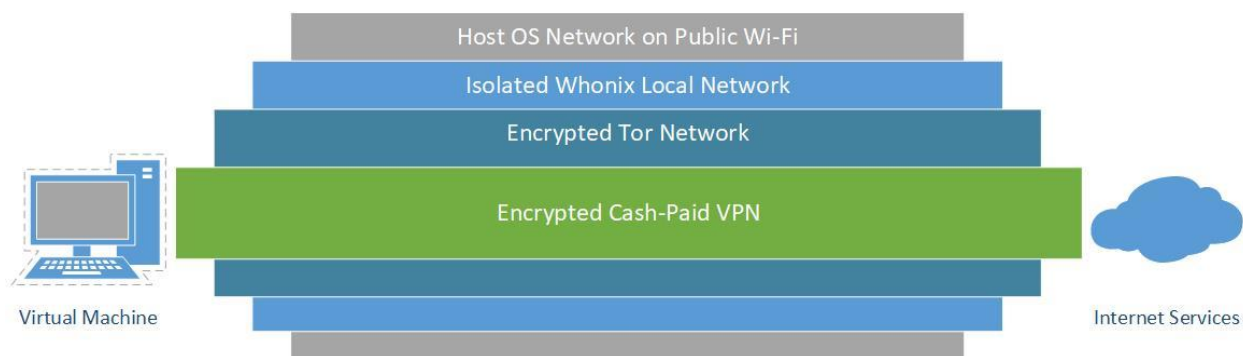 Host OS Network on Public Wi-Fi
Isolated Whonix Local Network
Encrypted Tor Network
Encrypted Cash-Paid VPN
Virtual Machine
Internet Services